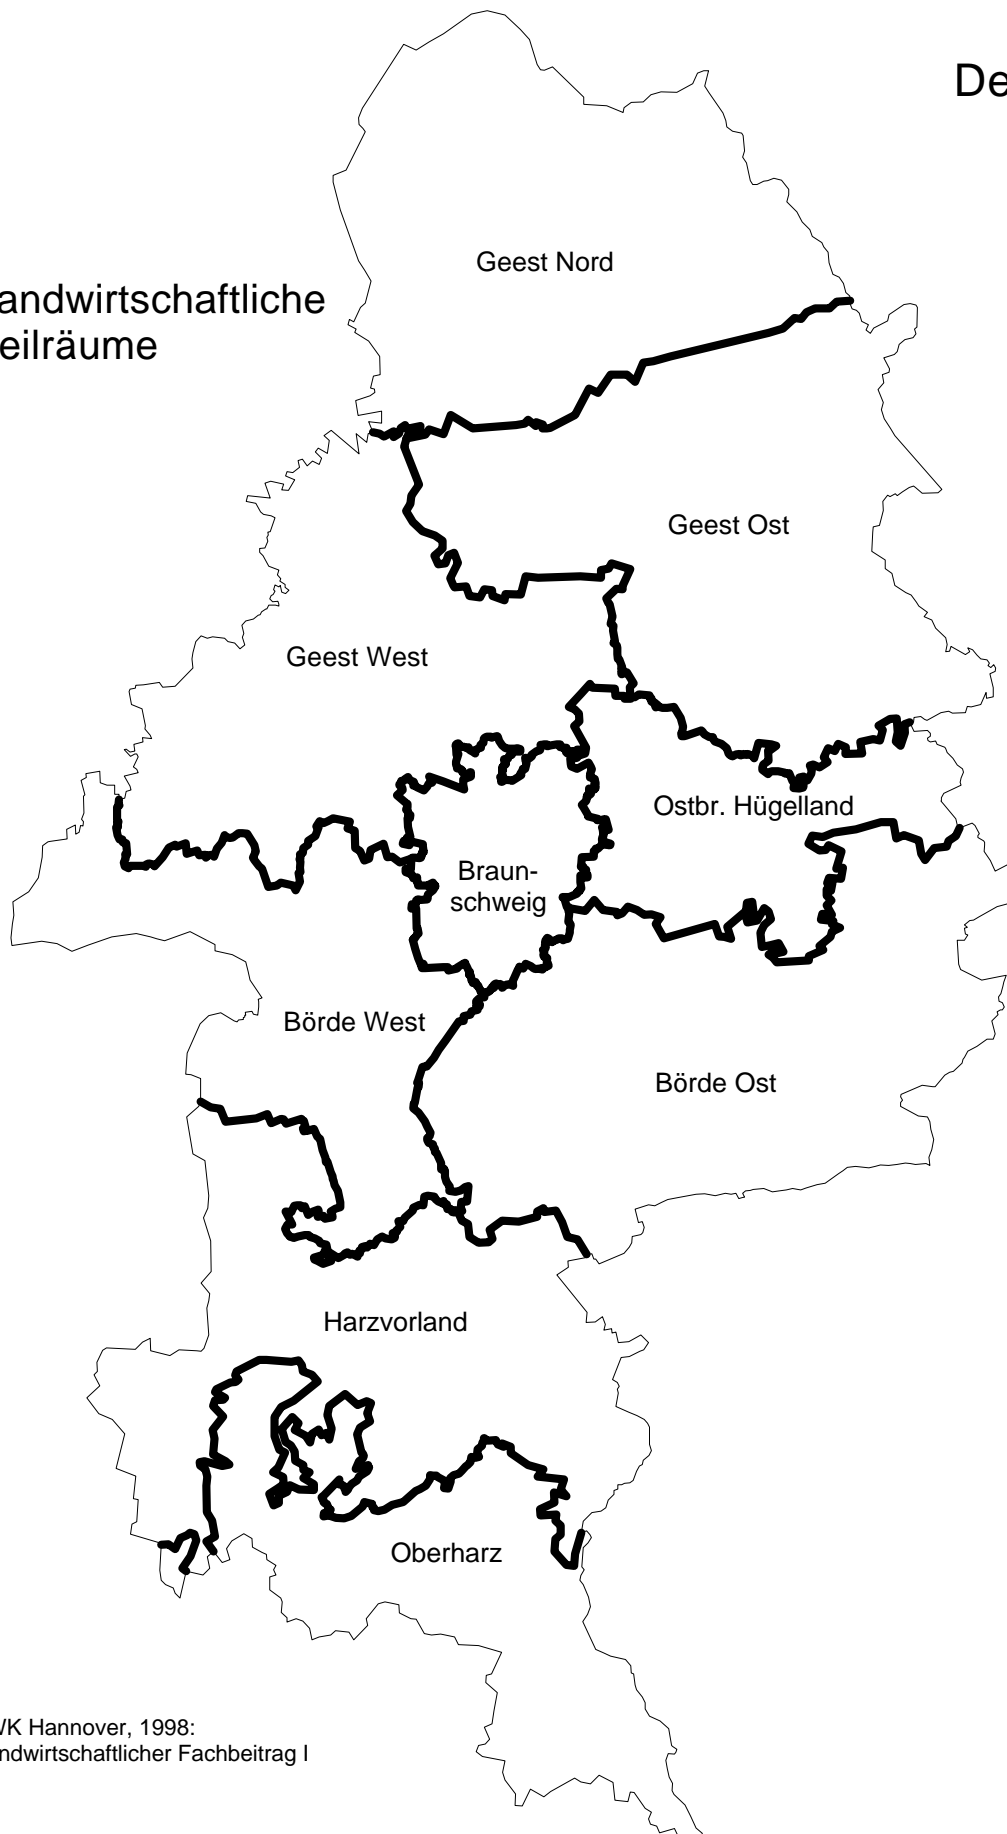 De
andwirtschaftliche
eilräume
Geest Nord
Geest Ost
Geest West
Ostbr. Hügelland
Braun-
schweig
Börde West
Börde Ost
Harzvorland
Oberharz
WK Hannover, 1998:
ndwirtschaftlicher Fachbeitrag I